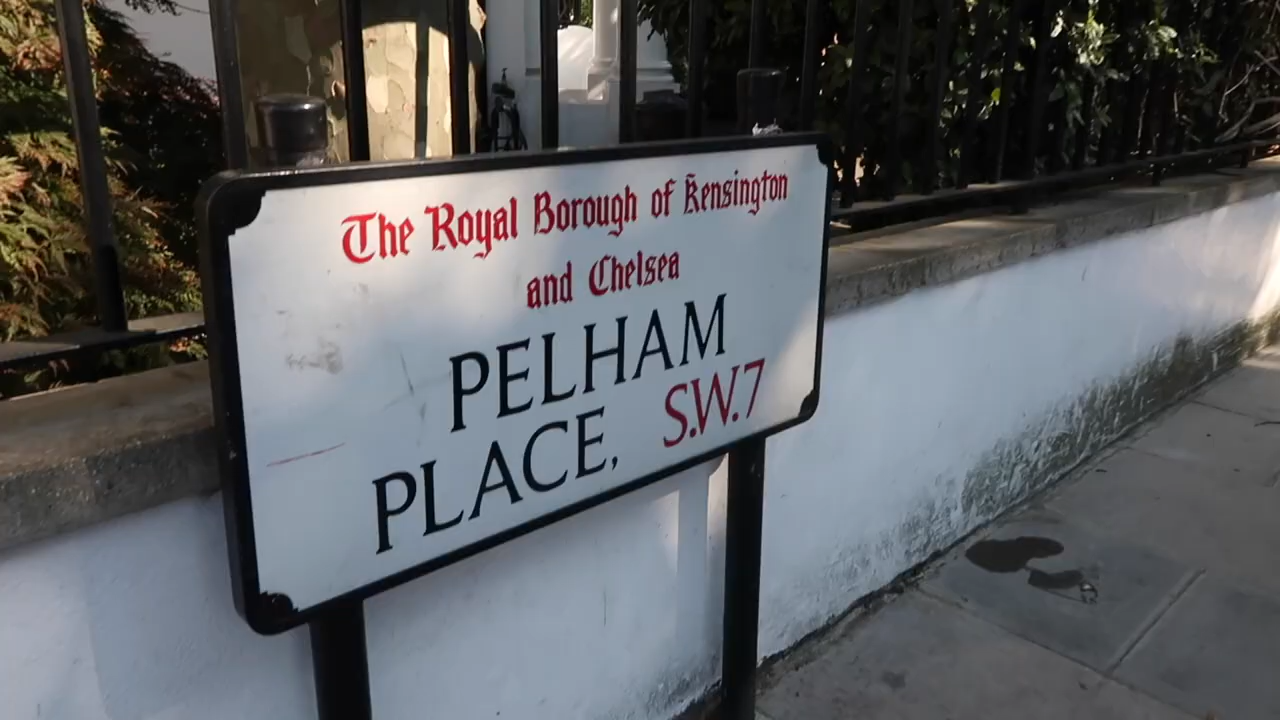 The Royal Borough of Kensington
and Chelsea
PELHAM
PLACE, S.W.7